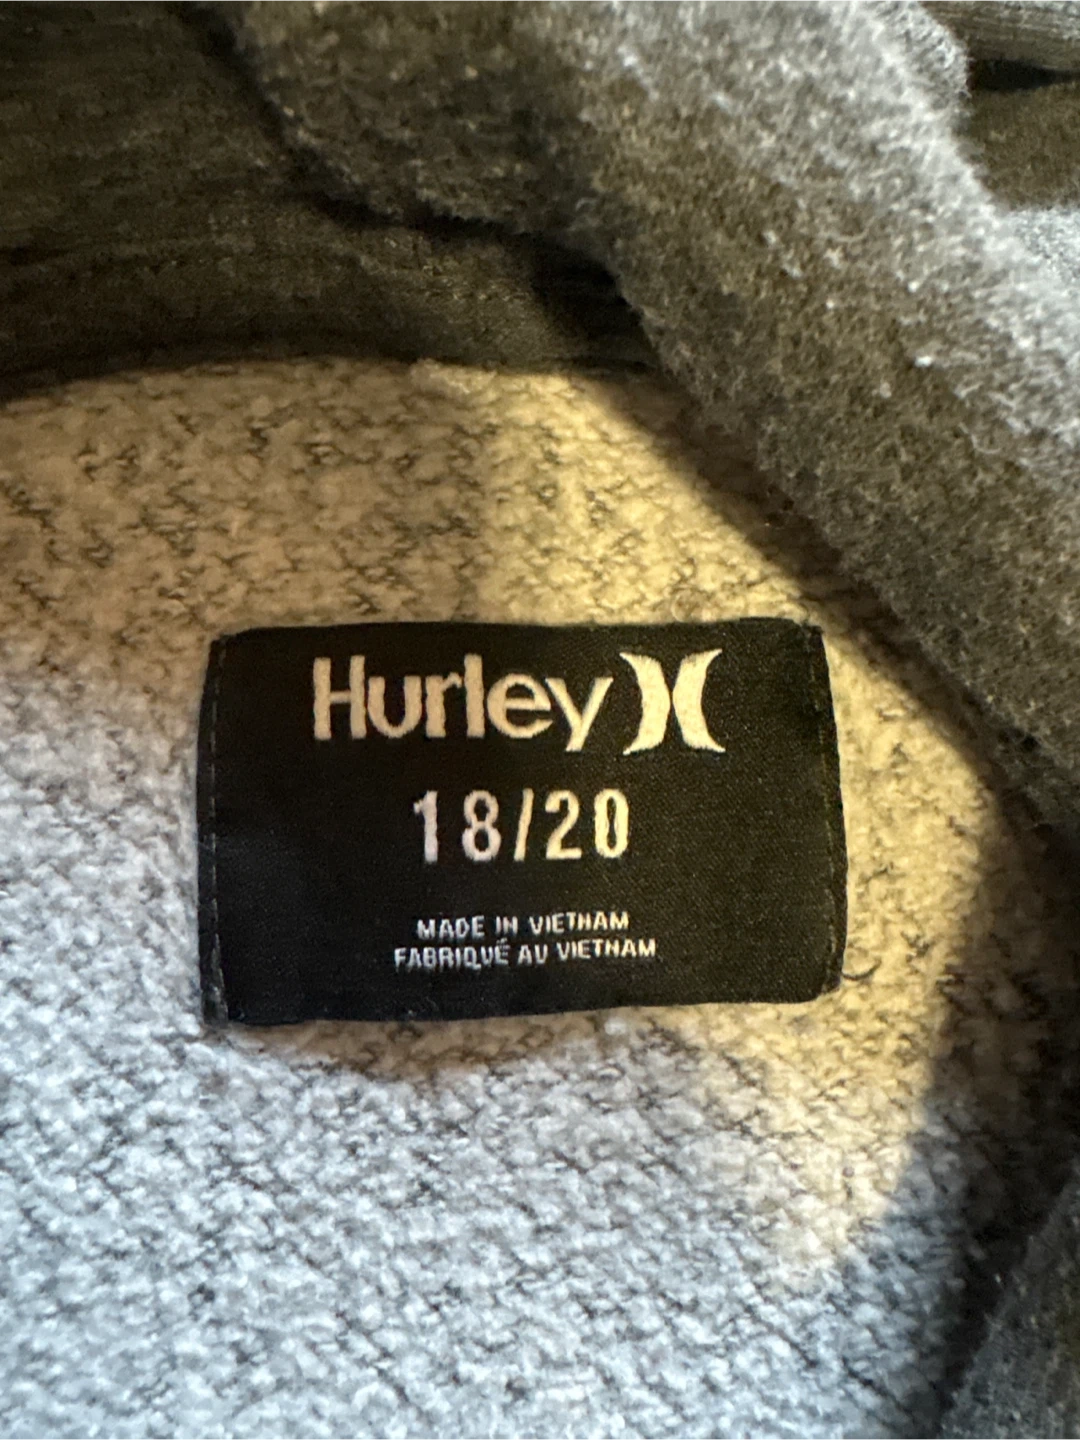 Hurley
18/20
MADE IN VIETNAM
FABRIQUÉ AU VIETNAM